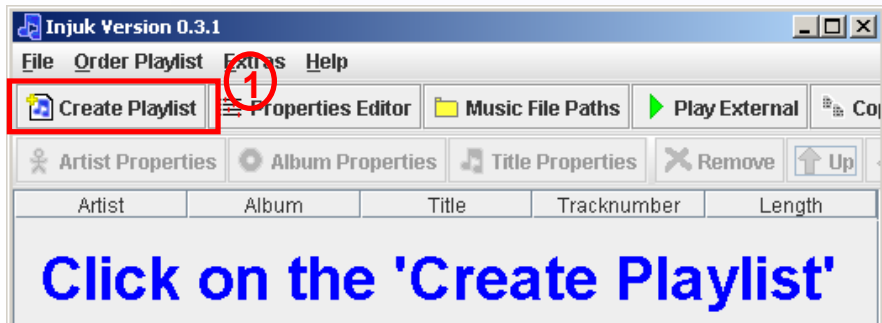 Injuk Version 0.3.1
File Order Playlist Extras Help
1
Create Playlist Properties Editor Music File Paths Play External Co
Artist Properties Album Properties Title Properties Remove Up
Artist Album Title Tracknumber Length
Click on the 'Create Playlist'